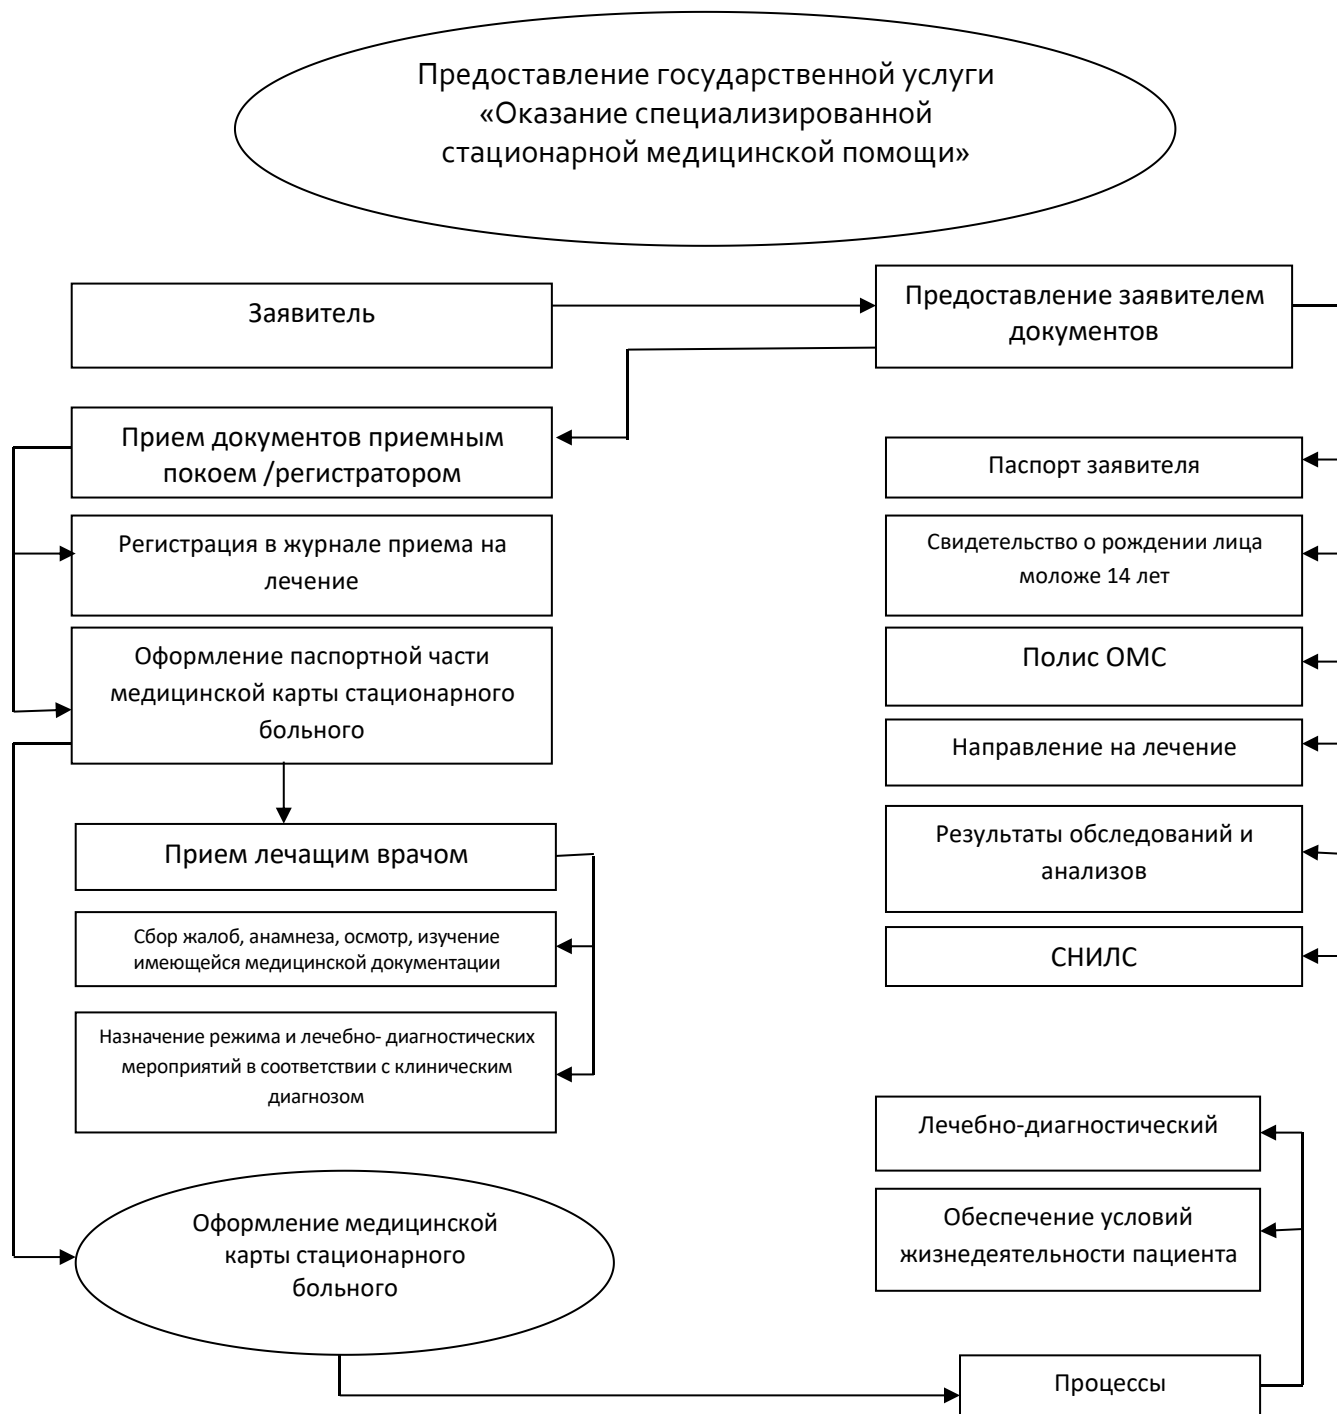 Предоставление государственной услуги
«Оказание специализированной
стационарной медицинской помощи»
Заявитель
Предоставление заявителем
документов
Прием документов приемным
покоем /регистратором
Регистрация в журнале приема на
лечение
Оформление паспортной части
медицинской карты стационарного
больного
Прием лечащим врачом
Сбор жалоб, анамнеза, осмотр, изучение
имеющейся медицинской документации
Назначение режима и лечебно- диагностических
мероприятий в соответствии с клиническим
диагнозом
Паспорт заявителя
Свидетельство о рождении лица
моложе 14 лет
Полис ОМС
Направление на лечение
Результаты обследований и
анализов
СНИЛС
Оформление медицинской
карты стационарного
больного
Лечебно-диагностический
Обеспечение условий
жизнедеятельности пациента
Процессы